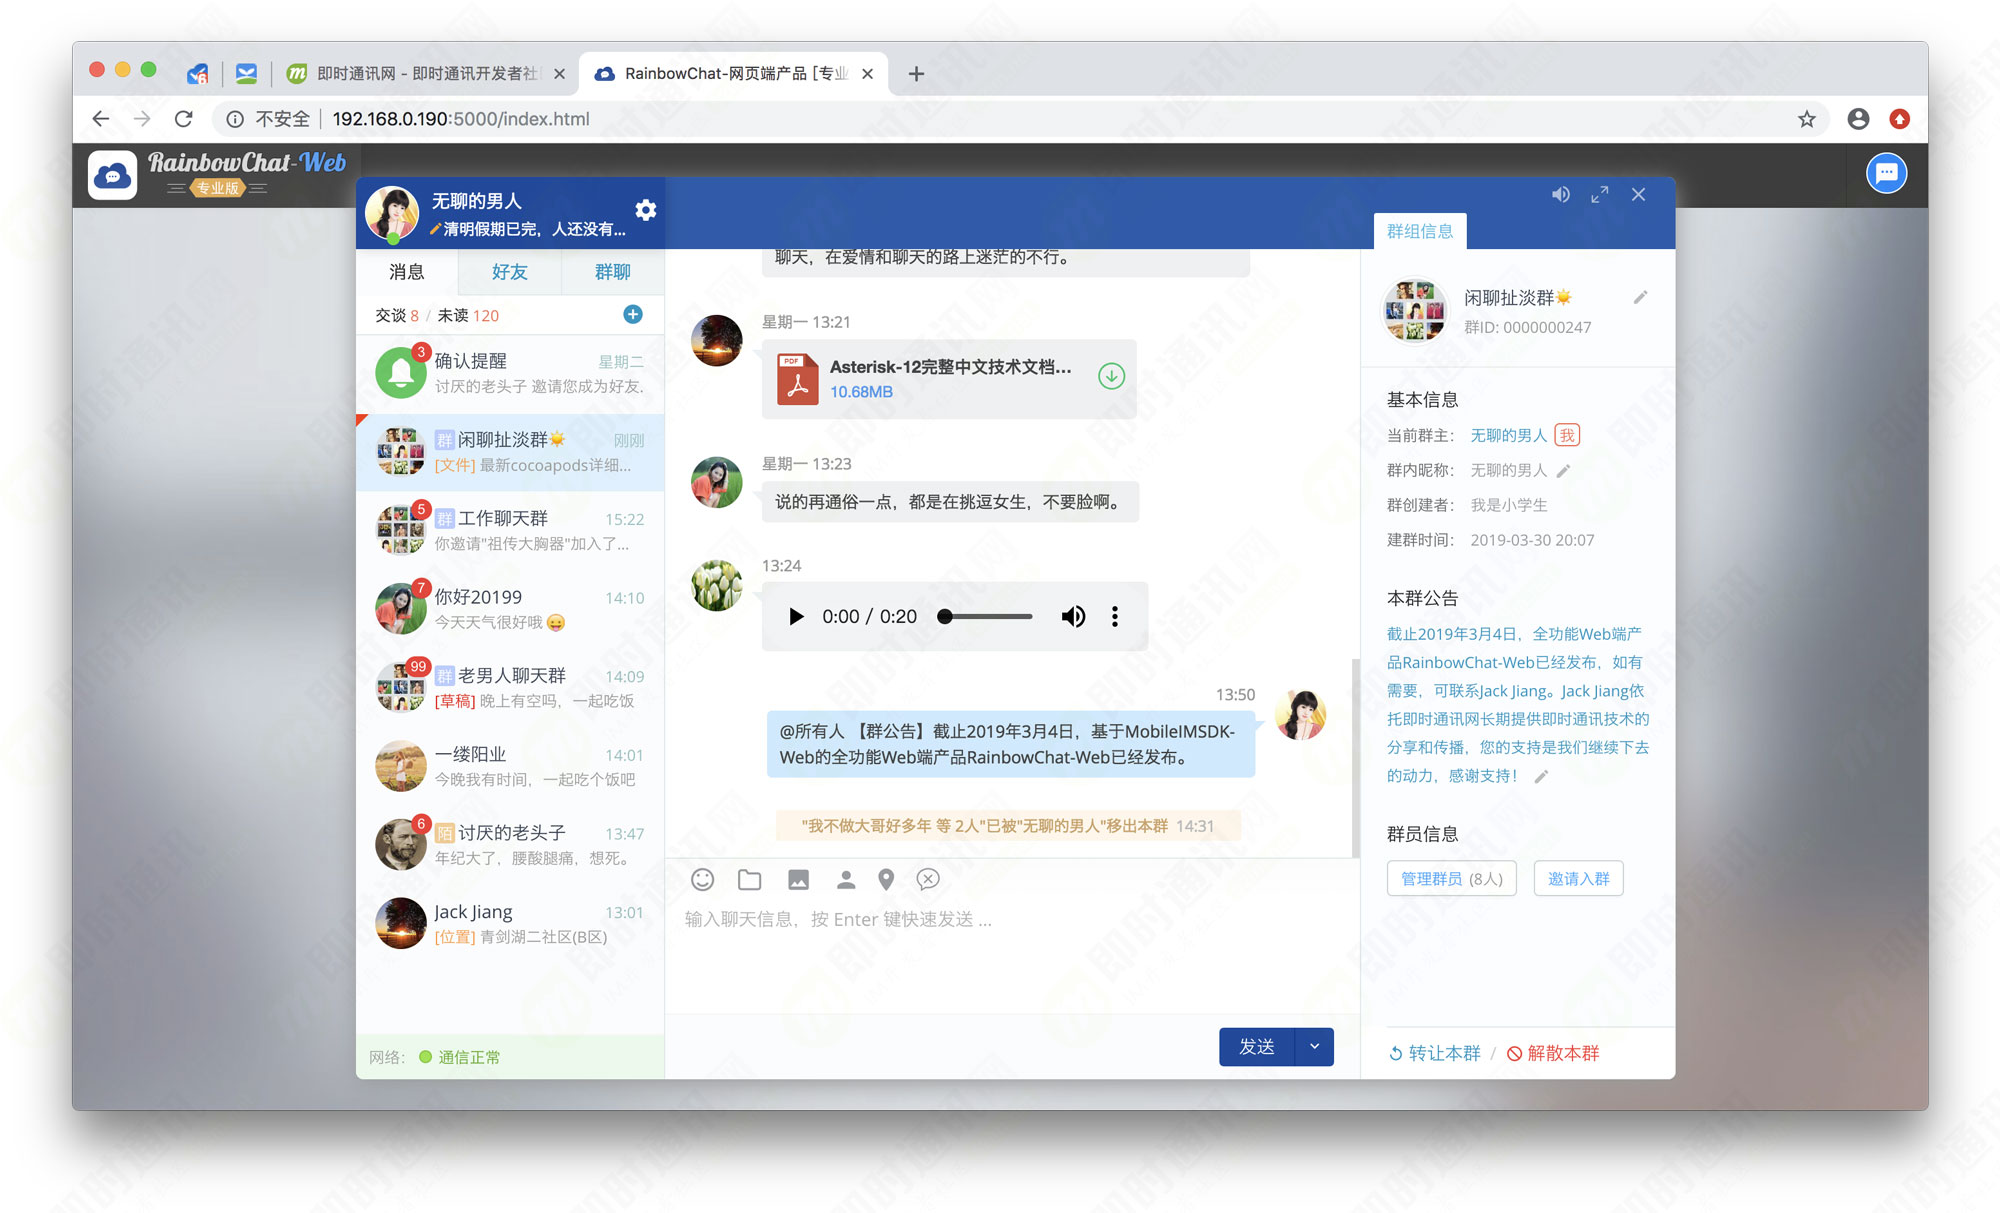 即时通讯网 - 即时通讯开发者社
RainbowChat-网页端产品 [专业
不安全
192.168.0.190:5000/index.html
RainbowChat-Web
专业版
无聊的男人
清明假期已完，人还没有...
消息
好友
群聊
交谈 8 / 未读 120
3
确认提醒
星期二
讨厌的老头子 邀请您成为好友.
群 闲聊扯淡群
刚刚
[文件] 最新cocoapods详细...
5
群 工作聊天群
15:22
你邀请"祖传大胸器"加入了...
7
你好20199
14:10
今天天气很好哦
99
群 老男人聊天群
14:09
[草稿] 晚上有空吗，一起吃饭
一缕阳业
14:01
今晚我有时间，一起吃个饭吧
6
陌 讨厌的老头子
13:47
年纪大了，腰酸腿痛，想死。
Jack Jiang
13:01
[位置] 青剑湖二社区(B区)
网络： 通信正常
聊天，在爱情和聊天的路上迷茫的不行。
星期一 13:21
PDF
Asterisk-12完整中文技术文档...
10.68MB
星期一 13:23
说的再通俗一点，都是在挑逗女生，不要脸啊。
13:24
0:00 / 0:20
13:50
@所有人 【群公告】截止2019年3月4日，基于MobileIMSDK-
Web的全功能Web端产品RainbowChat-Web已经发布。
"我不做大哥好多年 等 2人"已被"无聊的男人"移出本群 14:31
输入聊天信息，按 Enter 键快速发送 ...
发送
群组信息
闲聊扯淡群
群ID: 0000000247
基本信息
当前群主： 无聊的男人 我
群内昵称： 无聊的男人
群创建者： 我是小学生
建群时间： 2019-03-30 20:07
本群公告
截止2019年3月4日，全功能Web端产
品RainbowChat-Web已经发布，如有
需要，可联系Jack Jiang。Jack Jiang依
托即时通讯网长期提供即时通讯技术的
分享和传播，您的支持是我们继续下去
的动力，感谢支持！
群员信息
管理群员 (8人)
邀请入群
转让本群 / 解散本群